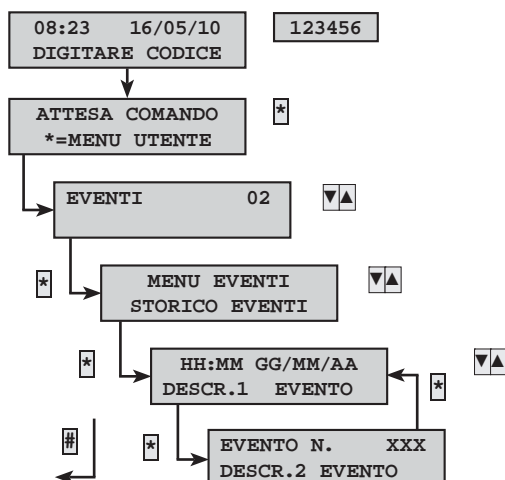 08:23 16/05/10 123456
DIGITARE CODICE
ATTESA COMANDO *
*=MENU UTENTE
EVENTI 02 ▼▲
* MENU EVENTI ▼▲
STORICO EVENTI
* HH:MM GG/MM/AA ▼▲
DESCR.1 EVENTO *
# * EVENTO N. XXX
DESCR.2 EVENTO